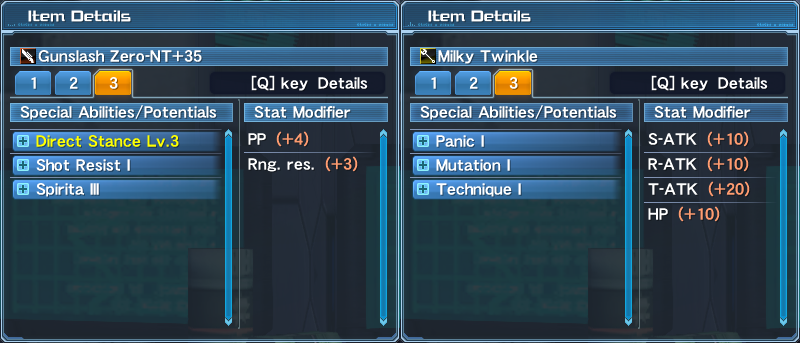 Item Details
Gunslash Zero-NT+35
1 2 3 [Q] key Details
Special Abilities/Potentials
Direct Stance Lv.3
Shot Resist I
Spirita III
Stat Modifier
PP (+4)
Rng. res. (+3)
Item Details
Milky Twinkle
1 2 3 [Q] key Details
Special Abilities/Potentials
Panic I
Mutation I
Technique I
Stat Modifier
S-ATK (+10)
R-ATK (+10)
T-ATK (+20)
HP (+10)